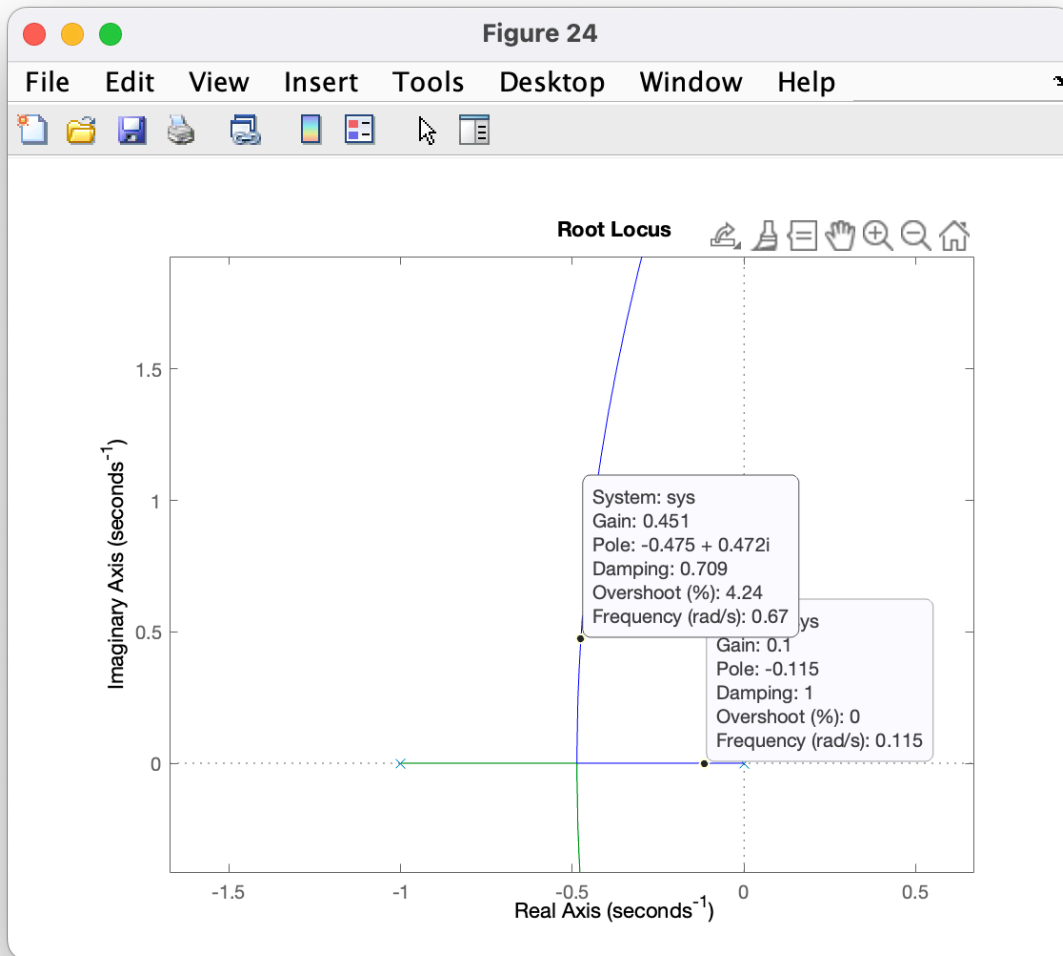 Figure 24
File Edit View Insert Tools Desktop Window Help
Root Locus
System: sys
Gain: 0.451
Pole: -0.475 + 0.472i
Damping: 0.709
Overshoot (%): 4.24
Frequency (rad/s): 0.67
ys
Gain: 0.1
Pole: -0.115
Damping: 1
Overshoot (%): 0
Frequency (rad/s): 0.115
1.5
1
0.5
0
Imaginary Axis (seconds⁻¹)
-1.5 -1 -0.5 0 0.5
Real Axis (seconds⁻¹)